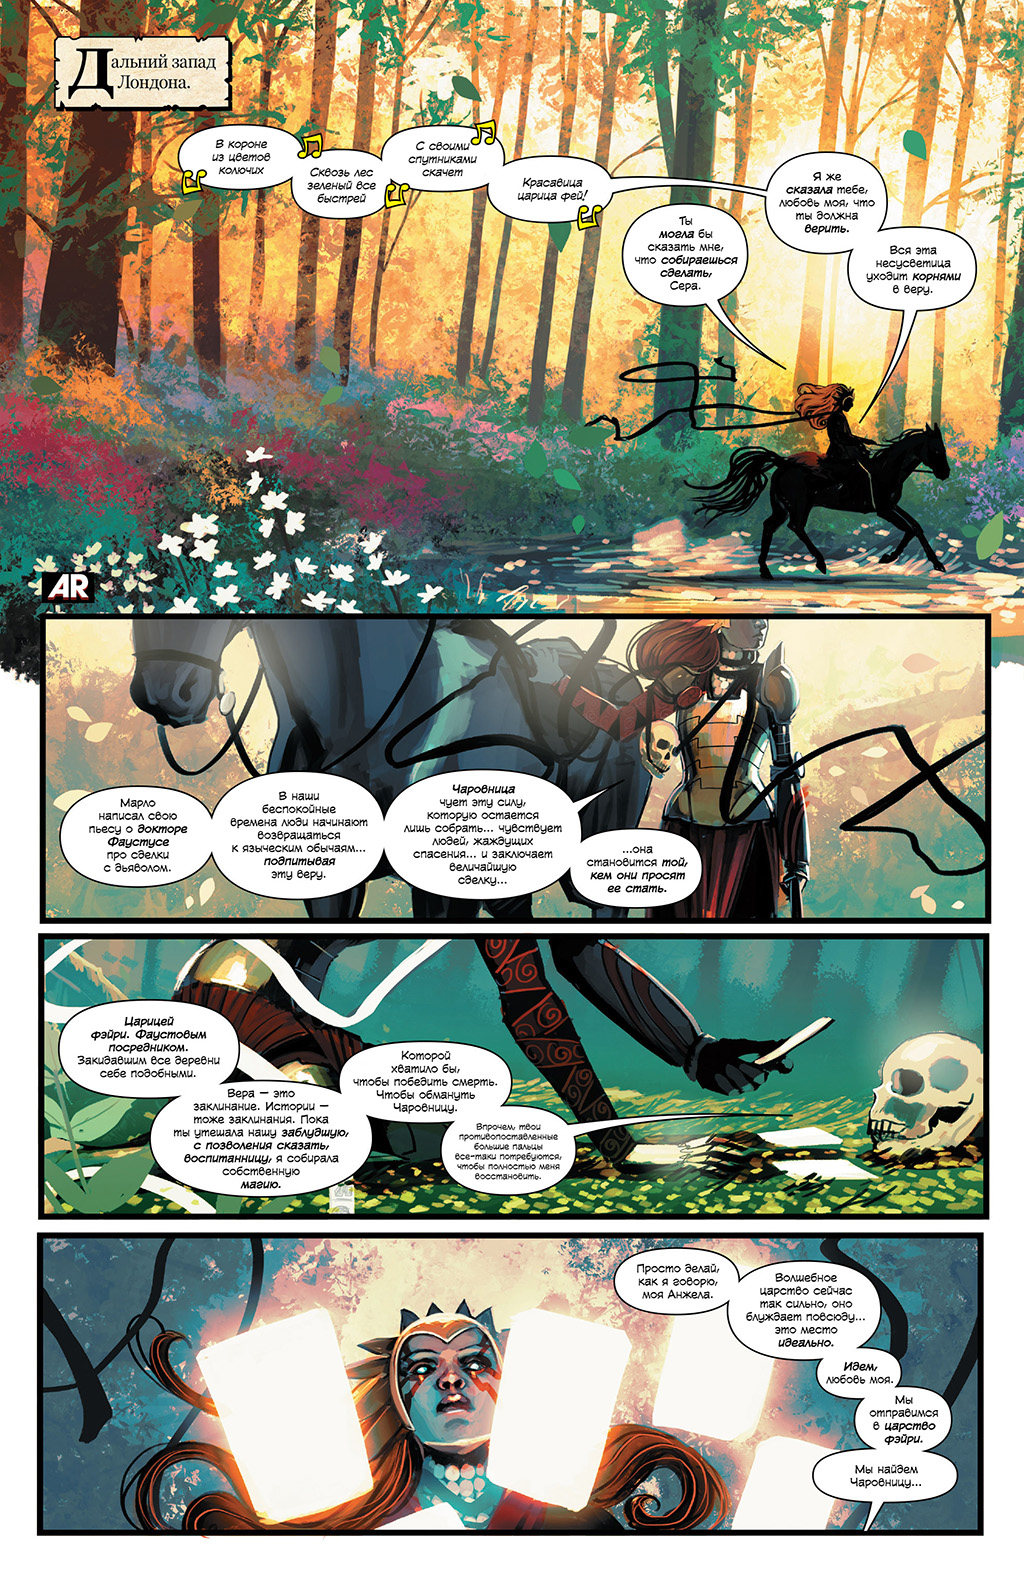 Дальний запад
Лондона.
В короне
из цветов
колючих
Сквозь лес
зеленый все
быстрей
С своими
спутниками
скачет
Красавица
царица фей!
Ты
могла бы
сказать мне,
что собираешься
сделать,
Сера.
Я же
сказала тебе,
любовь моя, что
ты должна
верить.
Вся эта
несусветица
уходит корнями
в веру.
AR
Марло
написал свою
пьесу о докторе
Фаустусе
про сделки
с дьяволом.
В наши
беспокойные
времена люди начинают
возвращаться
к языческим обычаям...
подпитывая
эту веру.
Чаровница
чует эту силу,
которую остается
лишь собрать... чувствует
людей, жаждущих
спасения... и заключает
величайшую
сделку...
...она
становится той,
кем они просят
ее стать.
Царицей
фэйри. Фаустовым
посредником.
Закидавшим все деревни
себе подобными.
Вера — это
заклинание. Истории —
тоже заклинания. Пока
ты утешала нашу заблудшую,
с позволения сказать,
воспитанницу, я собирала
собственную
магию.
Которой
хватило бы,
чтобы победить смерть.
Чтобы обмануть
Чаровницу.
Впрочем, твои
противопоставленные
большие пальцы
все-таки потребуются,
чтобы полностью меня
восстановить.
Просто делай,
как я говорю,
моя Анжела.
Волшебное
царство сейчас
так сильно, оно
блуждает повсюду...
это место
идеально.
Идем,
любовь моя.
Мы
отправимся
в царство
фэйри.
Мы найдем
Чаровницу...